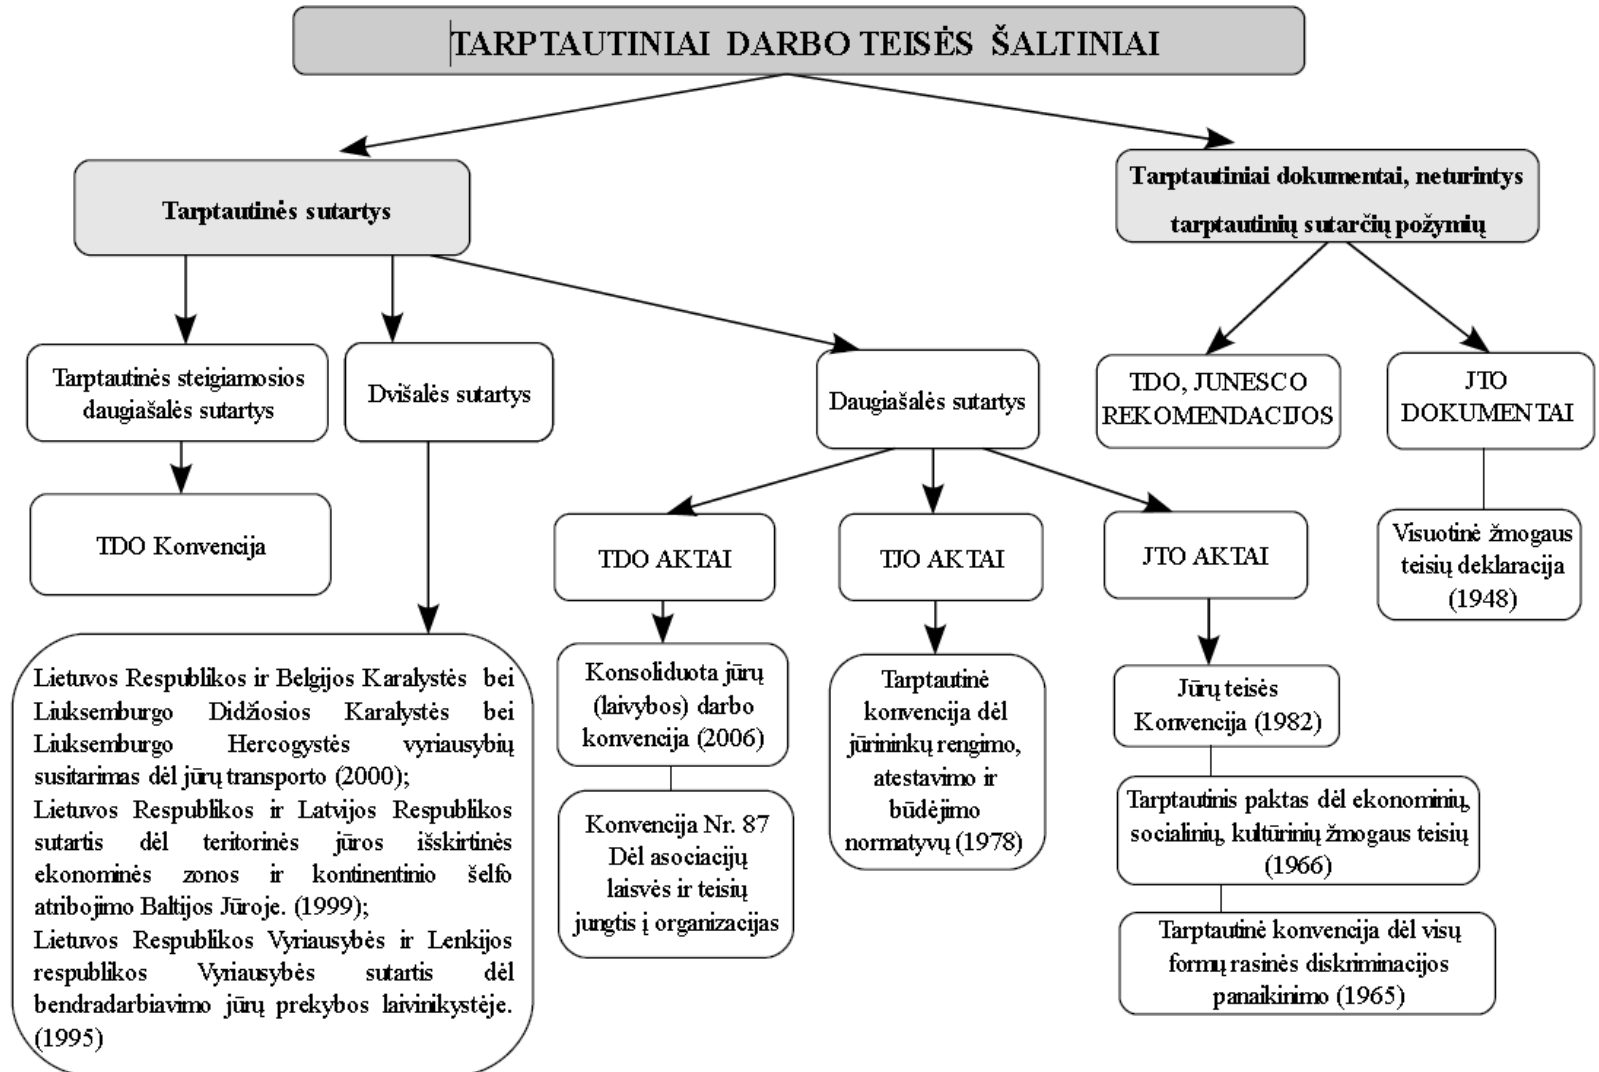 TARPTAUTINIAI DARBO TEISĖS ŠALTINIAI
Tarptautinės sutartys
Tarptautiniai dokumentai, neturintys
tarptautinių sutarčių požymių
Tarptautinės steigiamosios
daugiašalės sutartys
Dvišalės sutartys
Daugiašalės sutartys
TDO, JUNESCO
REKOMENDACIJOS
JTO
DOKUMENTAI
TDO Konvencija
TDO AKTAI
TJO AKTAI
JTO AKTAI
Visuotinė žmogaus
teisių deklaracija
(1948)
Lietuvos Respublikos ir Belgijos Karalystės bei
Liuksemburgo Didžiosios Karalystės bei
Liuksemburgo Hercogystės vyriausybių
susitarimas dėl jūrų transporto (2000);
Lietuvos Respublikos ir Latvijos Respublikos
sutartis dėl teritorinės jūros išskirtinės
ekonominės zonos ir kontinentinio šelfo
atribojimo Baltijos Jūroje. (1999);
Lietuvos Respublikos Vyriausybės ir Lenkijos
respublikos Vyriausybės sutartis dėl
bendradarbiavimo jūrų prekybos laivinikystėje.
(1995)
Konsoliduota jūrų
(laivybos) darbo
konvencija (2006)
Konvencija Nr. 87
Dėl asociacijų
laisvės ir teisių
jungtis į organizacijas
Tarptautinė
konvencija dėl
jūrininkų rengimo,
atestavimo ir
būdėjimo
normatyvų (1978)
Jūrų teisės
Konvencija (1982)
Tarptautinis paktas dėl ekonominių,
socialinių, kultūrinių žmogaus teisių
(1966)
Tarptautinė konvencija dėl visų
formų rasinės diskriminacijos
panaikinimo (1965)